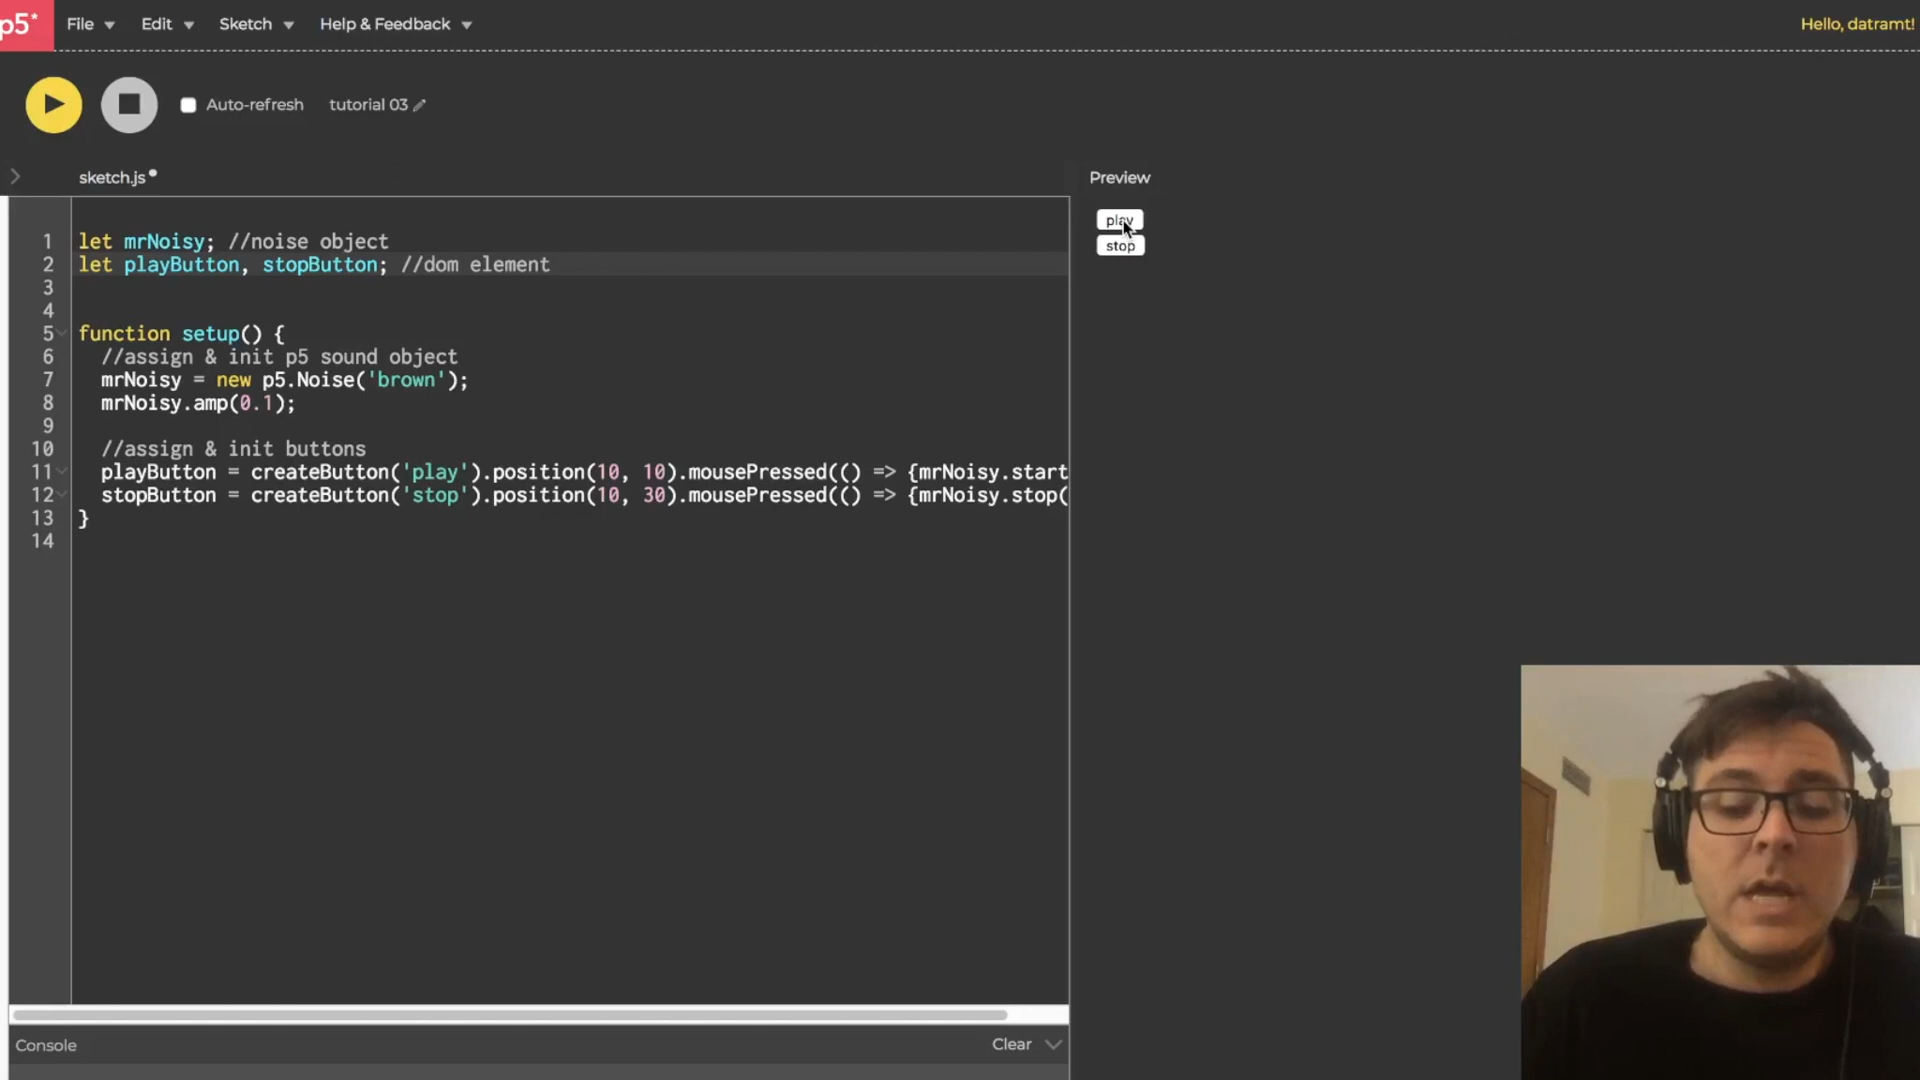 p5* File Edit Sketch Help & Feedback Hello, datramt!
Auto-refresh tutorial 03
sketch.js Preview
play
stop
1 let mrNoisy; //noise object
2 let playButton, stopButton; //dom element
3
4
5 function setup() {
6 //assign & init p5 sound object
7 mrNoisy = new p5.Noise('brown');
8 mrNoisy.amp(0.1);
9
10 //assign & init buttons
11 playButton = createButton('play').position(10, 10).mousePressed(() => {mrNoisy.start
12 stopButton = createButton('stop').position(10, 30).mousePressed(() => {mrNoisy.stop(
13 }
14
Console Clear